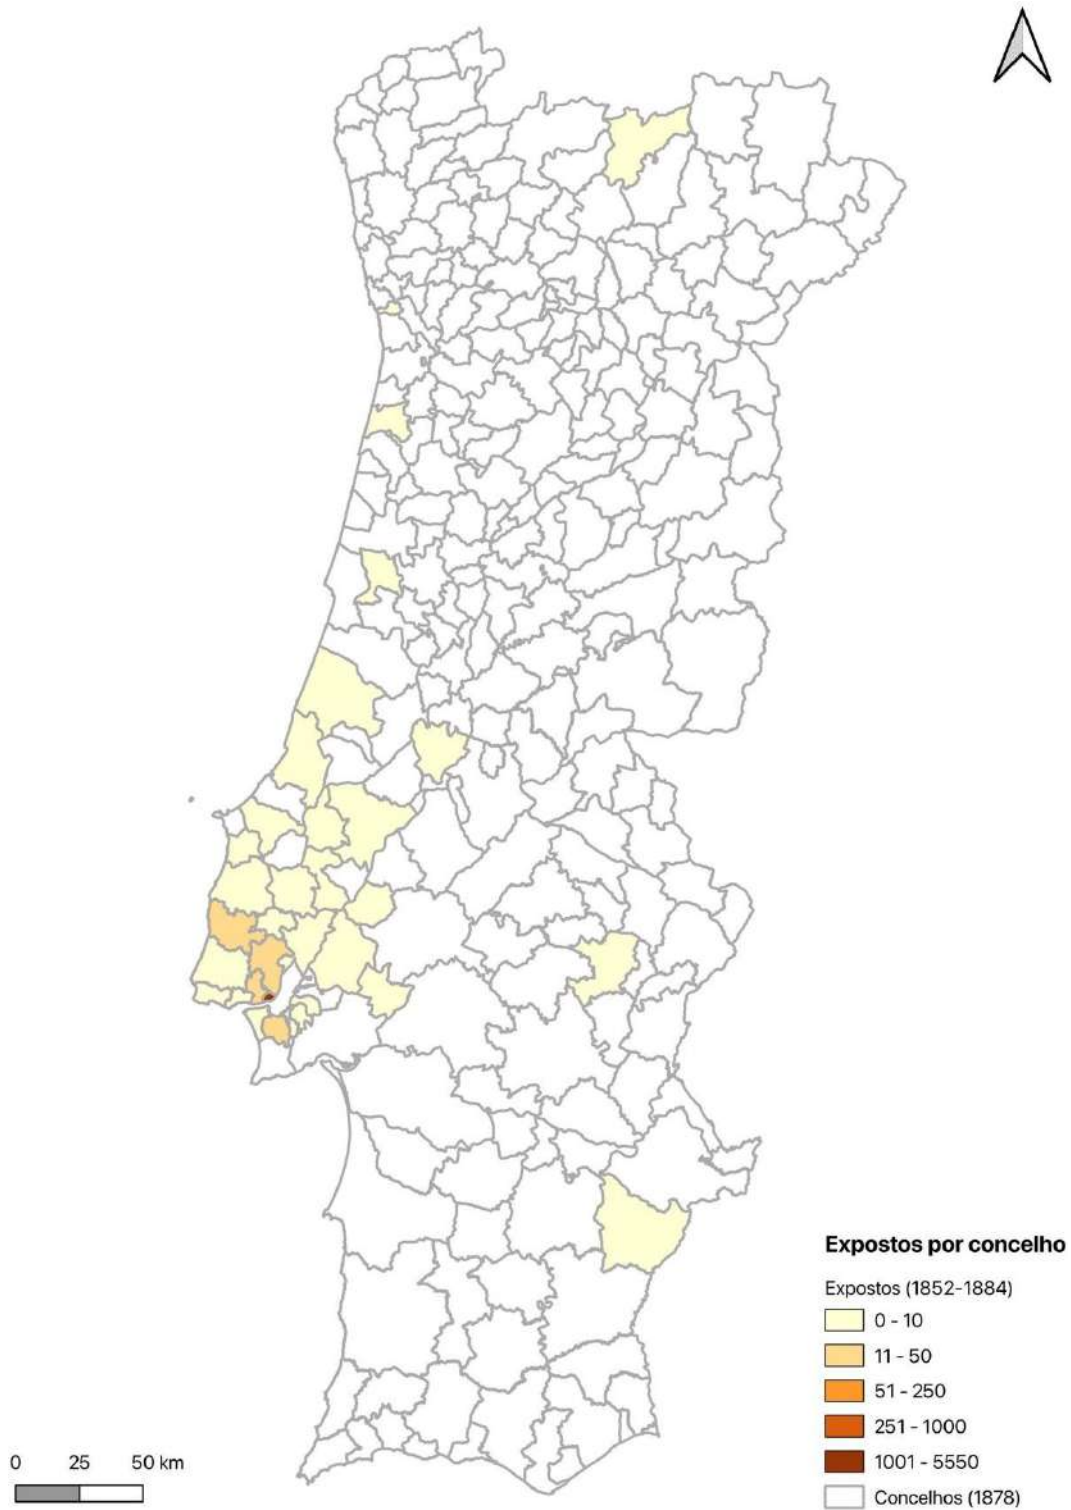 Expostos por concelho
Expostos (1852-1884)
0 - 10
11 - 50
51 - 250
251 - 1000
1001 - 5550
Concelhos (1878)
0 25 50 km